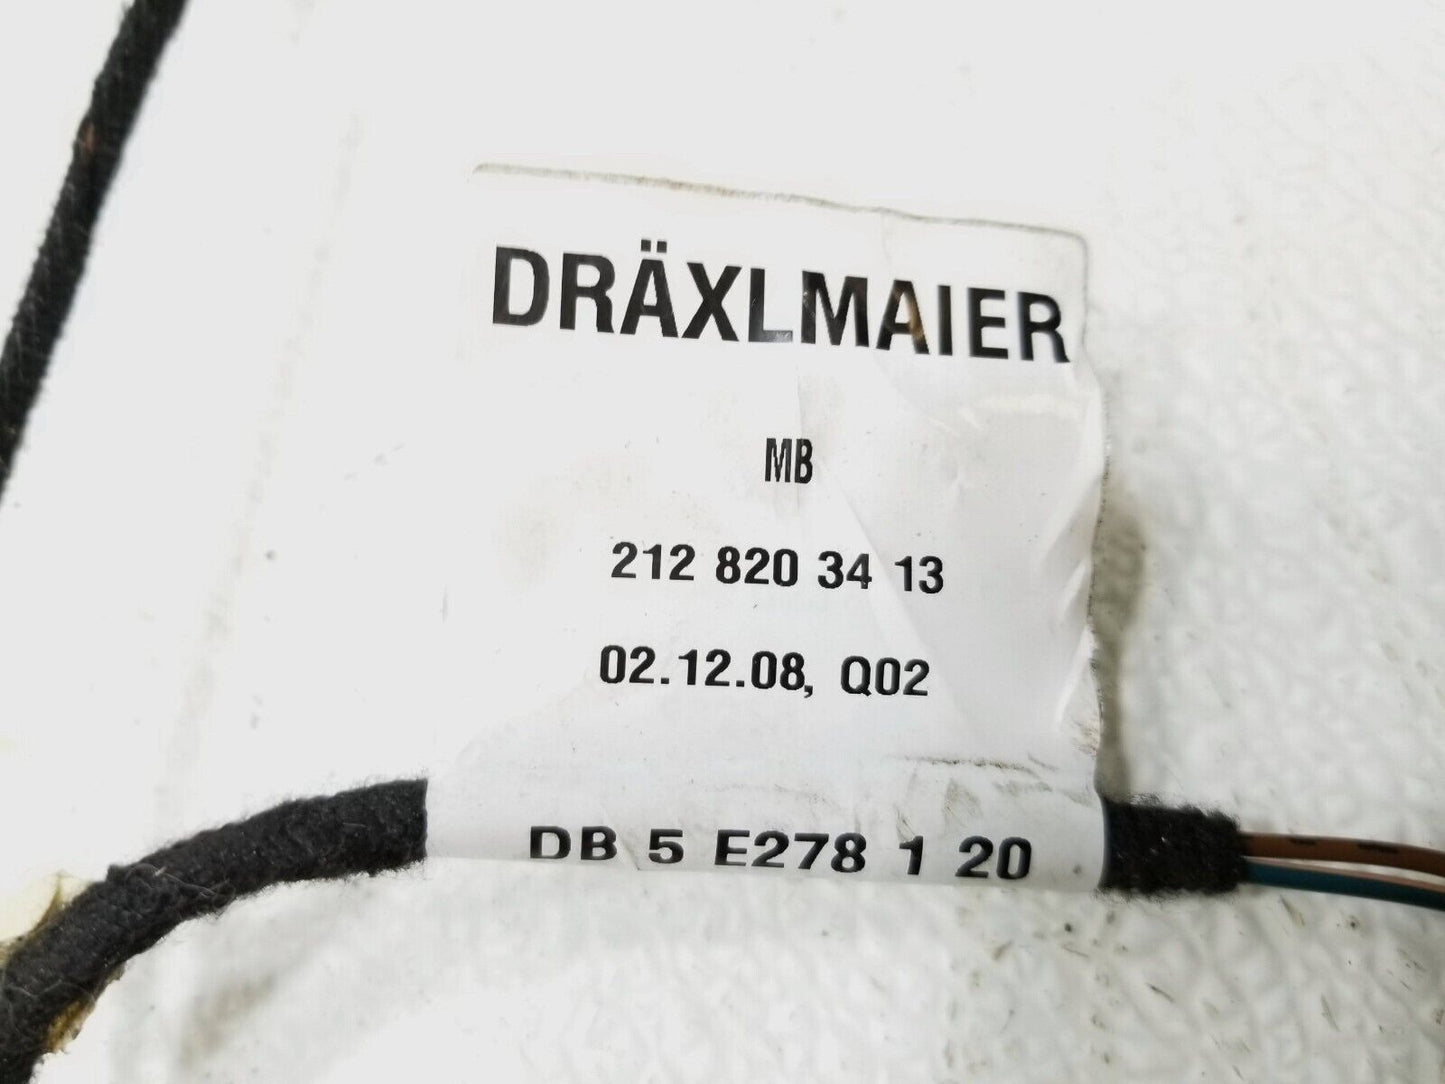 DRÄXLMAIER
MB
212 820 34 13
02.12.08, Q02
DB 5 E278 1 20